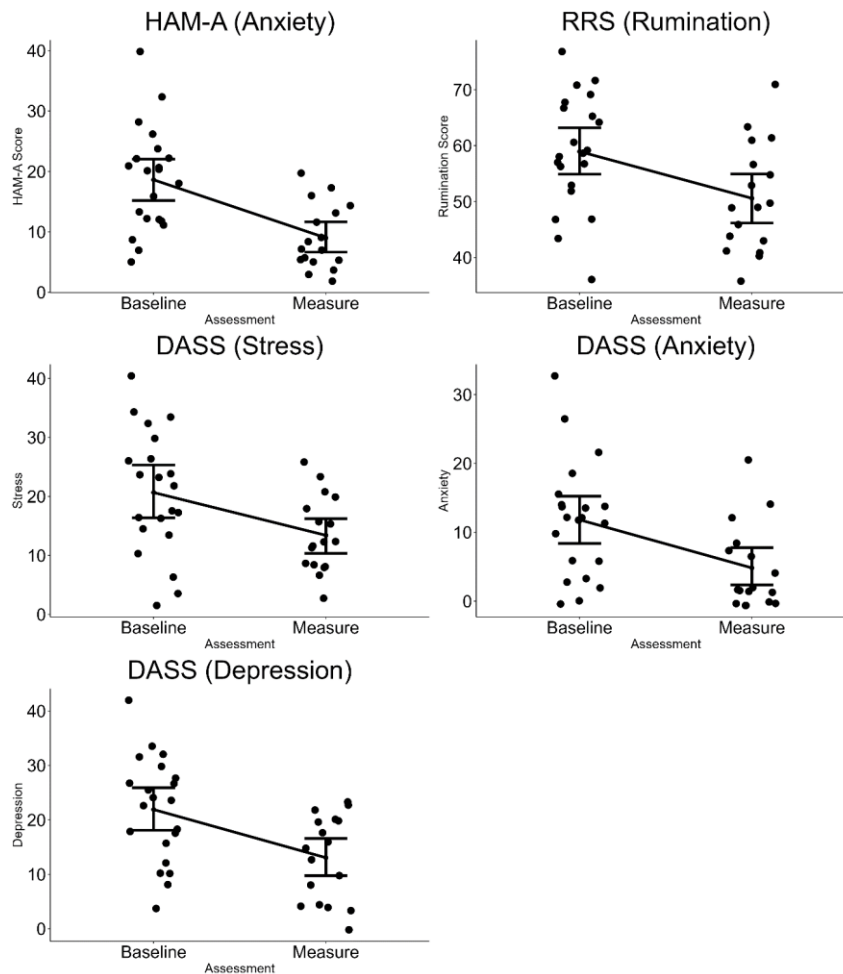 HAM-A (Anxiety)
40
30
20
10
0
HAM-A Score
Baseline
Measure
Assessment
RRS (Rumination)
70
60
50
40
Rumination Score
Baseline
Measure
Assessment
DASS (Stress)
40
30
20
10
0
Stress
Baseline
Measure
Assessment
DASS (Anxiety)
30
20
10
0
Anxiety
Baseline
Measure
Assessment
DASS (Depression)
40
30
20
10
0
Depression
Baseline
Measure
Assessment